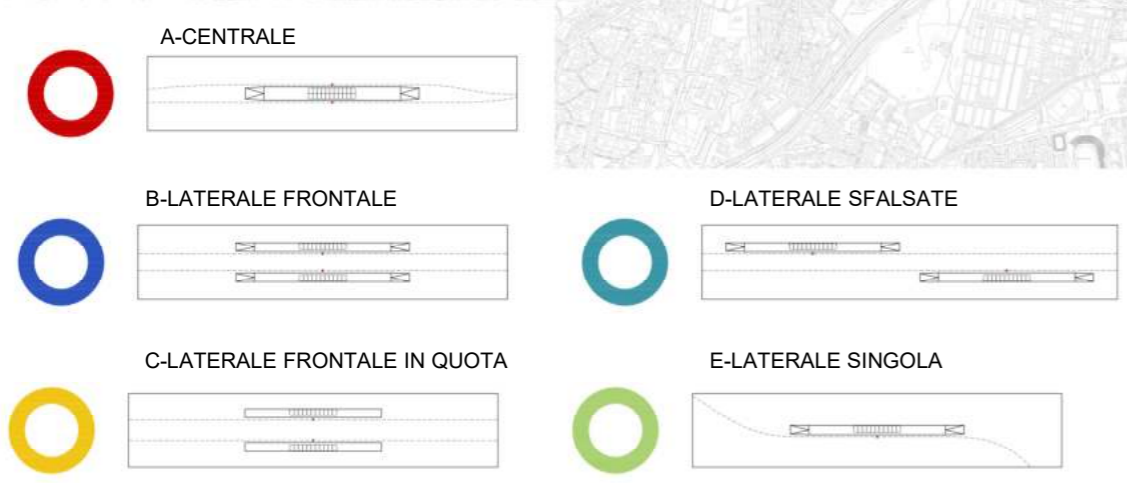 A-CENTRALE
B-LATERALE FRONTALE
D-LATERALE SFALSATE
C-LATERALE FRONTALE IN QUOTA
E-LATERALE SINGOLA